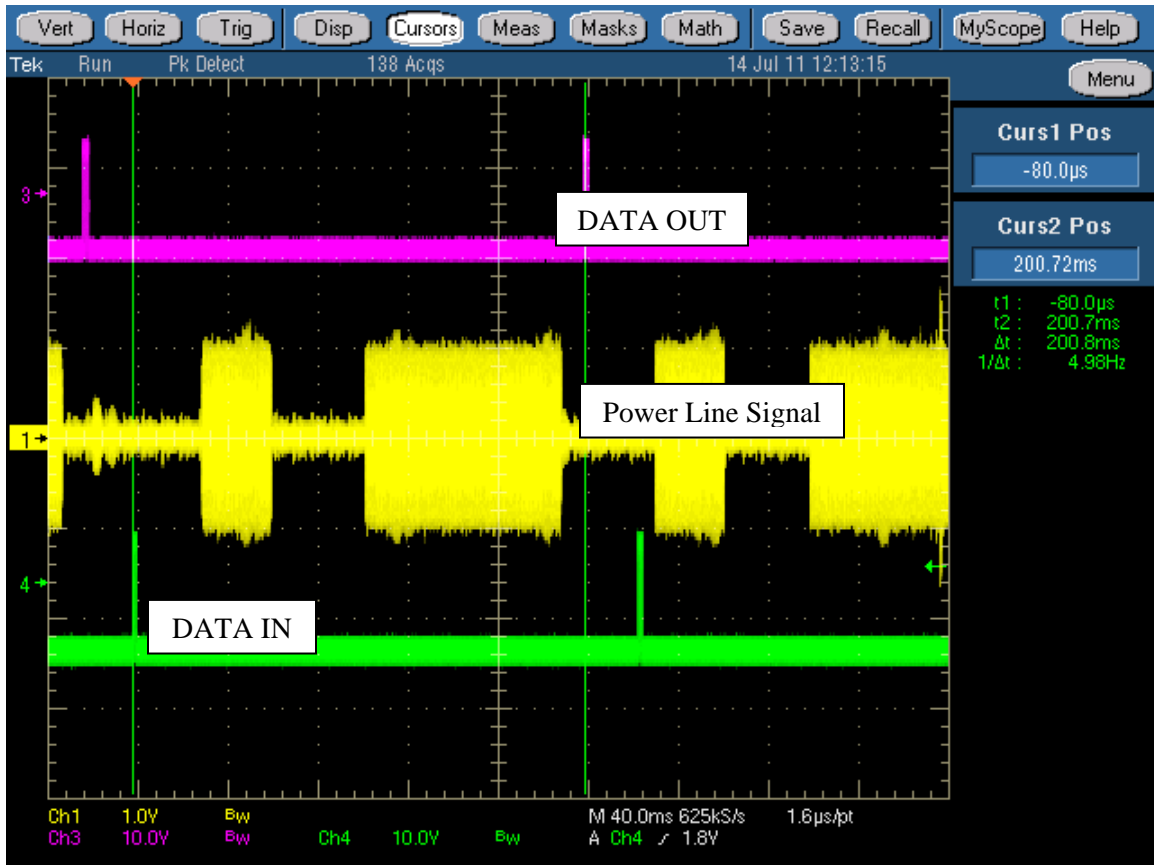 Vert Horiz Trig Disp Cursors Meas Masks Math Save Recall MyScope Help
Tek Run Pk Detect 138 Acqs 14 Jul 11 12:13:15
Menu
Curs1 Pos
-80.0µs
3
DATA OUT
Curs2 Pos
200.72ms
t1 : -80.0µs
t2 : 200.7ms
Δt : 200.8ms
1/Δt : 4.98Hz
Power Line Signal
1
4
DATA IN
Ch1 1.0V BW M 40.0ms 625kS/s 1.6µs/pt
Ch3 10.0V BW Ch4 10.0V BW A Ch4 / 1.8V